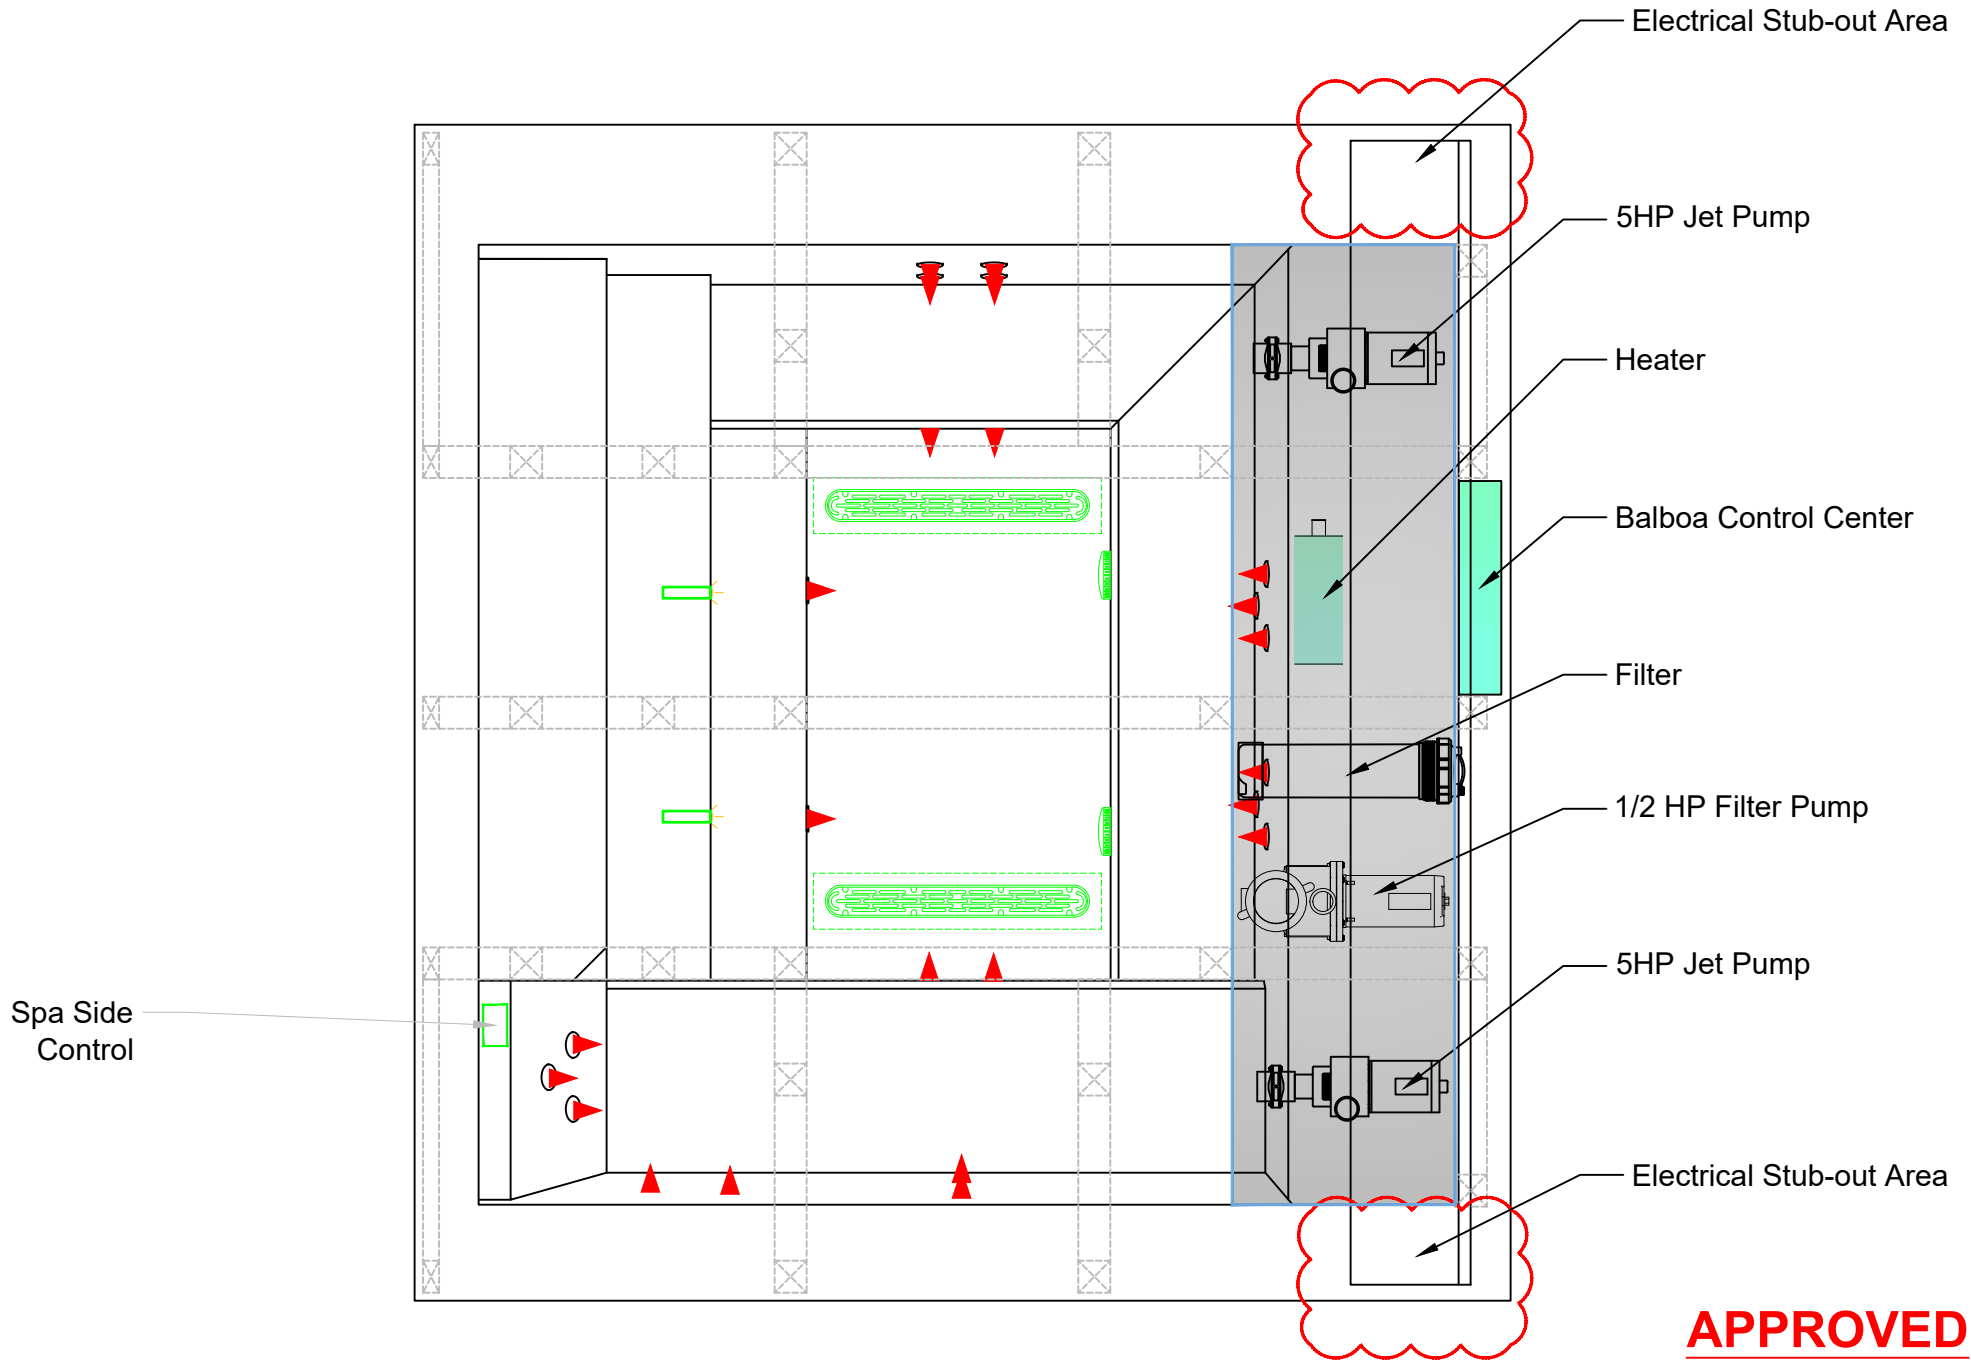 Electrical Stub-out Area
5HP Jet Pump
Heater
Balboa Control Center
Filter
1/2 HP Filter Pump
5HP Jet Pump
Spa Side
Control
Electrical Stub-out Area
APPROVED